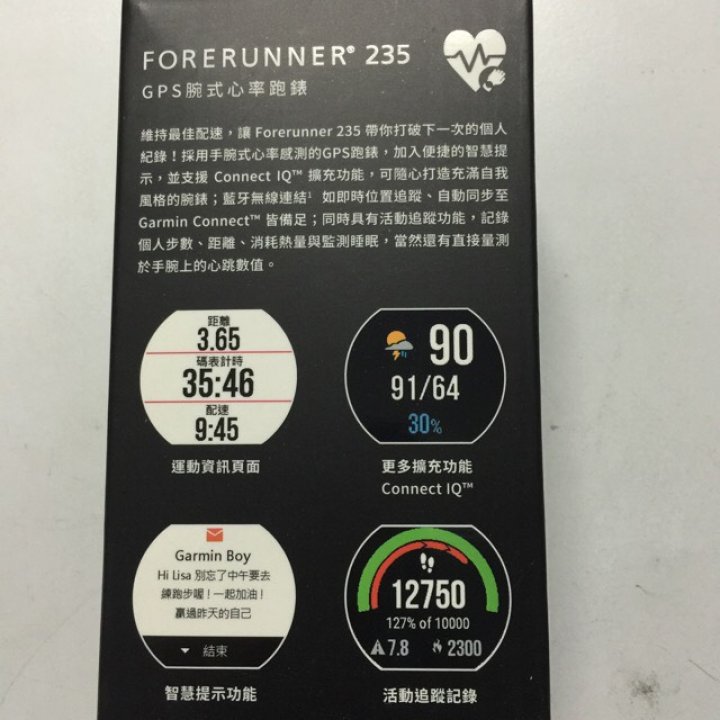 FORERUNNER® 235
GPS腕式心率跑錶
維持最佳配速，讓 Forerunner 235 帶你打破下一次的個人
紀錄！採用手腕式心率感測的GPS跑錶，加入便捷的智慧提
示，並支援 Connect IQ™ 擴充功能，可隨心打造充滿自我
風格的腕錶；藍牙無線連結¹ 如即時位置追蹤、自動同步至
Garmin Connect™ 皆備足；同時具有活動追蹤功能，記錄
個人步數、距離、消耗熱量與監測睡眠，當然還有直接量測
於手腕上的心跳數值。
距離
3.65
碼表計時
35:46
配速
9:45
運動資訊頁面
90
91/64
30%
更多擴充功能
Connect IQ™
Garmin Boy
Hi Lisa 別忘了中午要去
練跑步喔！一起加油！
贏過昨天的自己
結束
智慧提示功能
12750
127% of 10000
7.8 2300
活動追蹤記錄